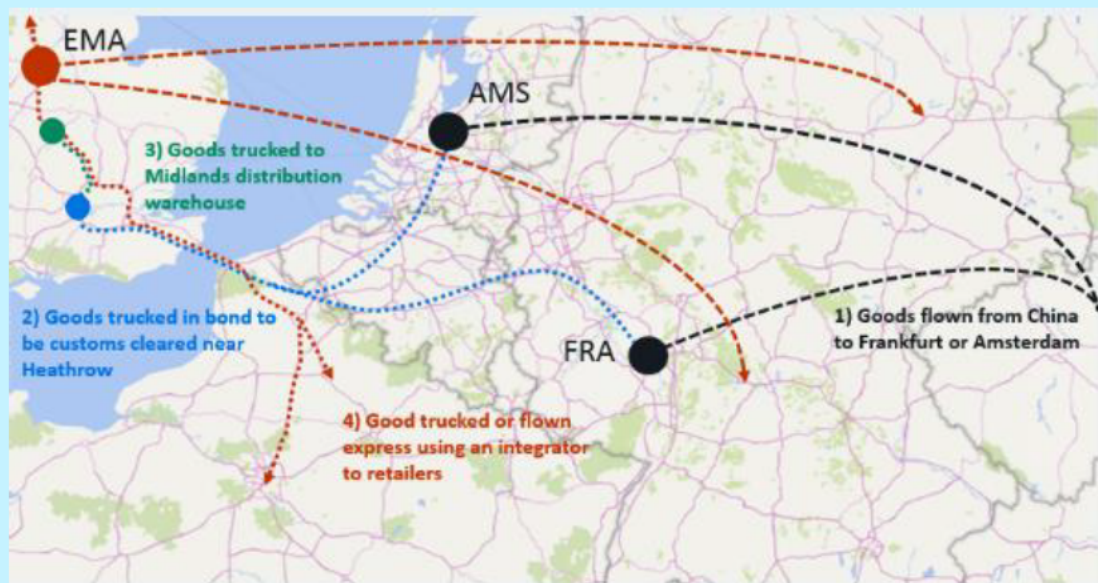 EMA
AMS
3) Goods trucked to
Midlands distribution
warehouse
2) Goods trucked in bond to
be customs cleared near
Heathrow
1) Goods flown from China
to Frankfurt or Amsterdam
FRA
4) Good trucked or flown
express using an integrator
to retailers